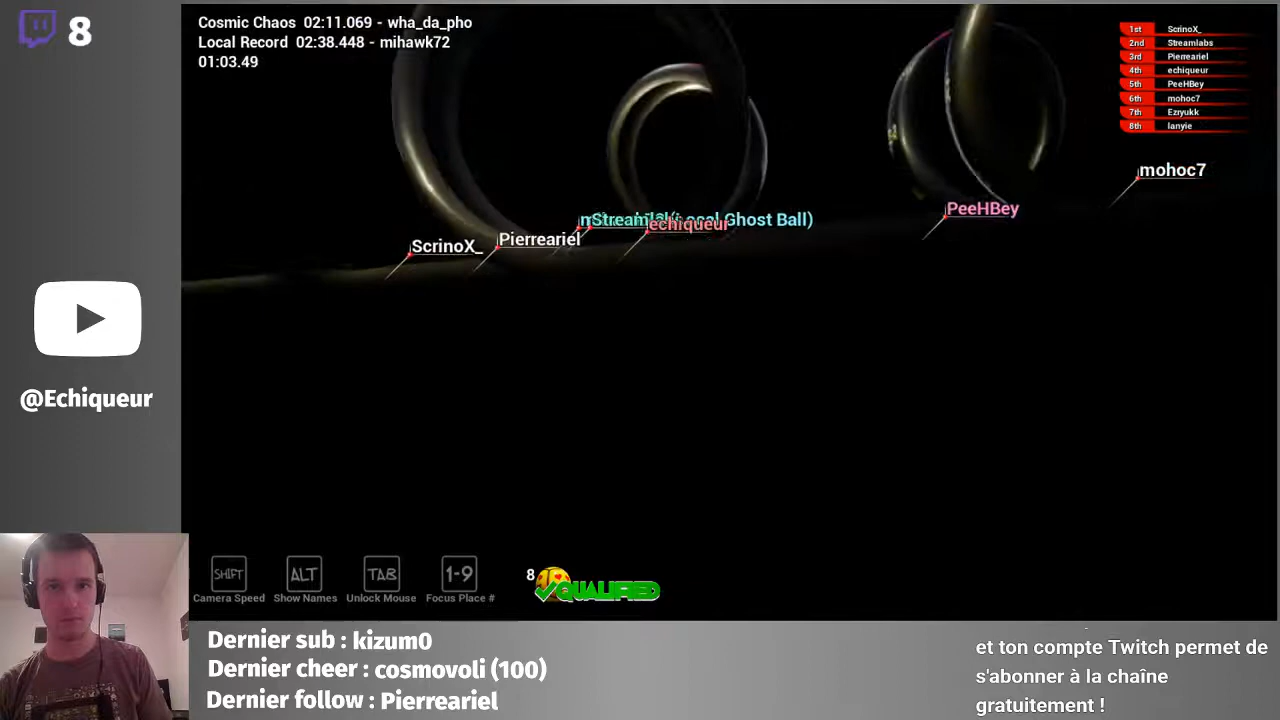 8
Cosmic Chaos 02:11.069 - wha_da_pho
Local Record 02:38.448 - mihawk72
01:03.49
1st ScrinoX_
2nd Streamlabs
3rd Pierreariel
4th echiqueur
5th PeeHBey
6th mohoc7
7th Ezryukk
8th lanyie
mohoc7
PeeHBey
Ghost Ball)
echiqueur
Pierreariel
ScrinoX_
@Echiqueur
SHIFT ALT TAB 1-9
Camera Speed Show Names Unlock Mouse Focus Place #
8 QUALIFIED
Dernier sub : kizum0
Dernier cheer : cosmovoli (100)
Dernier follow : Pierreariel
et ton compte Twitch permet de
s'abonner à la chaîne
gratuitement !